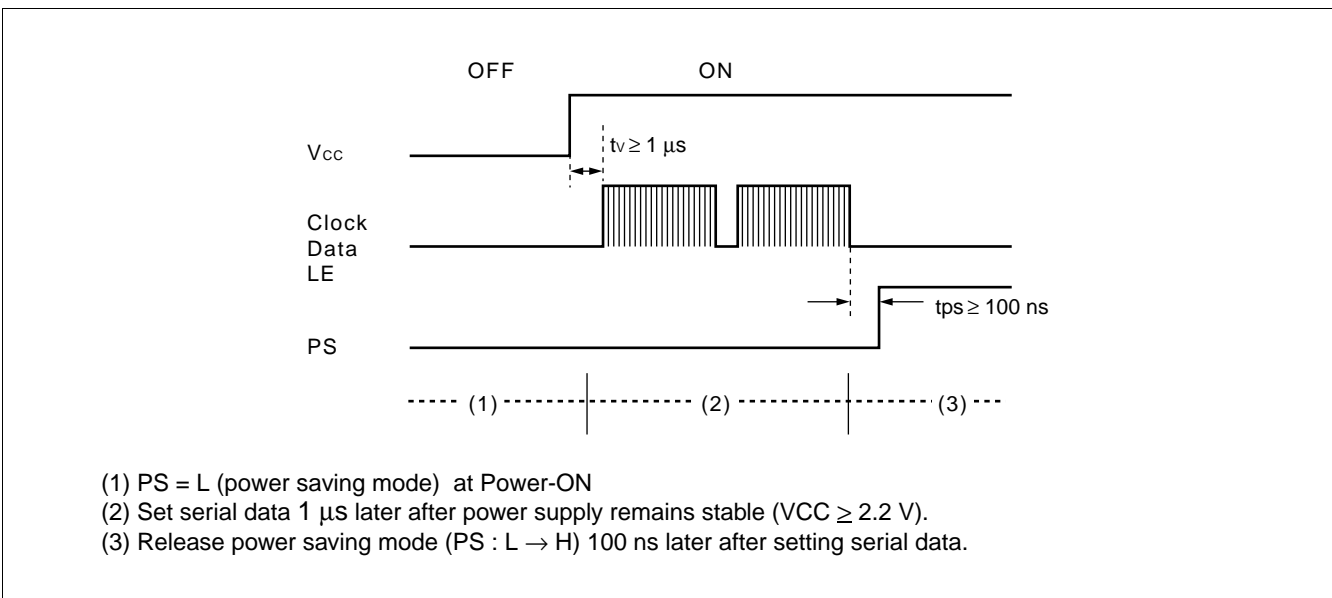 OFF ON
Vcc
tv ≥ 1 µs
Clock
Data
LE
tps ≥ 100 ns
PS
(1) (2) (3)
(1) PS = L (power saving mode) at Power-ON
(2) Set serial data 1 µs later after power supply remains stable (VCC ≥ 2.2 V).
(3) Release power saving mode (PS : L → H) 100 ns later after setting serial data.